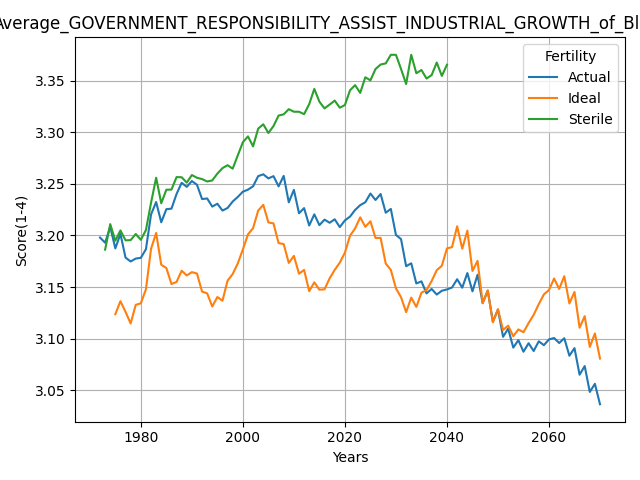 Average_GOVERNMENT_RESPONSIBILITY_ASSIST_INDUSTRIAL_GROWTH_of_Bl
Fertility
Actual
Ideal
Sterile
3.35
3.30
3.25
3.20
3.15
3.10
3.05
Score(1-4)
1980 2000 2020 2040 2060
Years